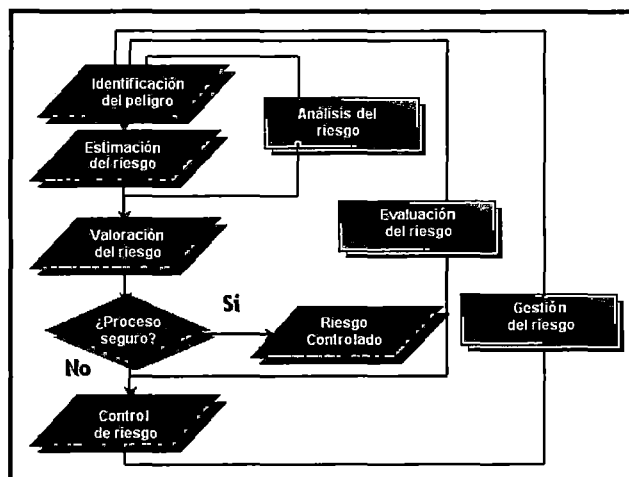 Identificación
del peligro
Análisis del
riesgo
Estimación
del riesgo
Valoración
del riesgo
Evaluación
del riesgo
¿Proceso
seguro?
Si
Riesgo
Controlado
Gestión
del riesgo
No
Control
de riesgo